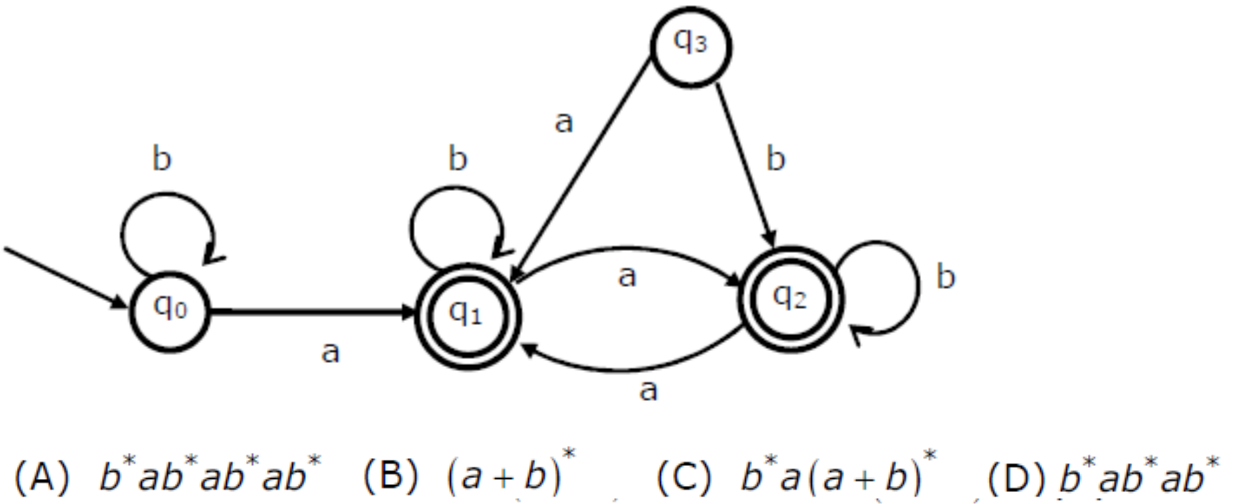 q₃
a
b
b
b
a
b
q₀
q₁
q₂
a
a
(A) b*ab*ab*ab* (B) (a + b)* (C) b*a(a + b)* (D) b*ab*ab*